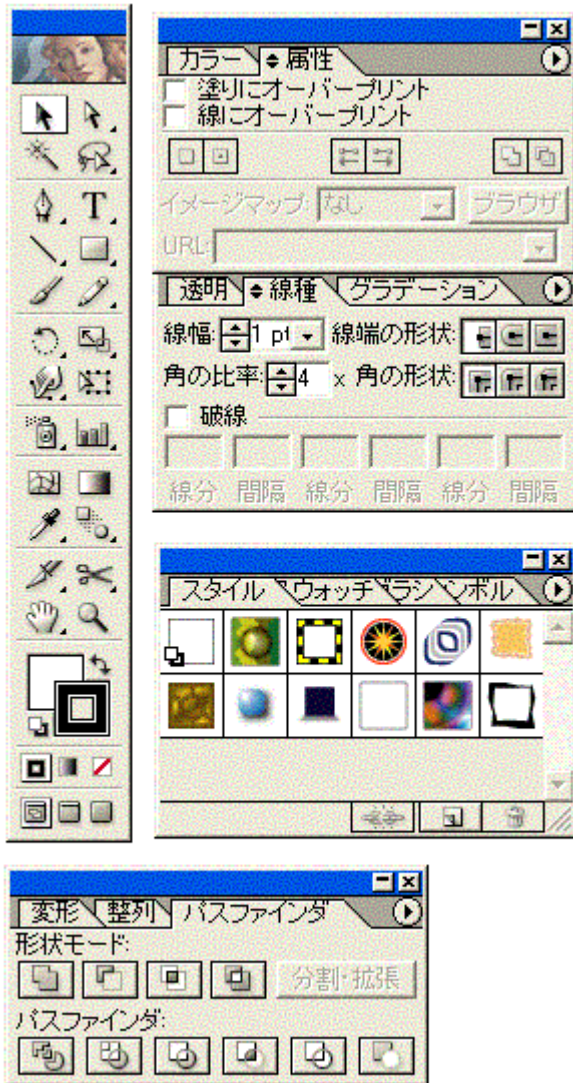 カラー 属性
塗りにオーバープリント
線にオーバープリント
イメージマップ: なし ブラウザ
URL:
透明 線種 グラデーション
線幅: 1 pt 線端の形状:
角の比率: 4 x 角の形状:
破線
線分 間隔 線分 間隔 線分 間隔
スタイル ウォッチ ラシ ンボル
変形 整列 パスファインダ
形状モード:
分割・拡張
パスファインダ:
T